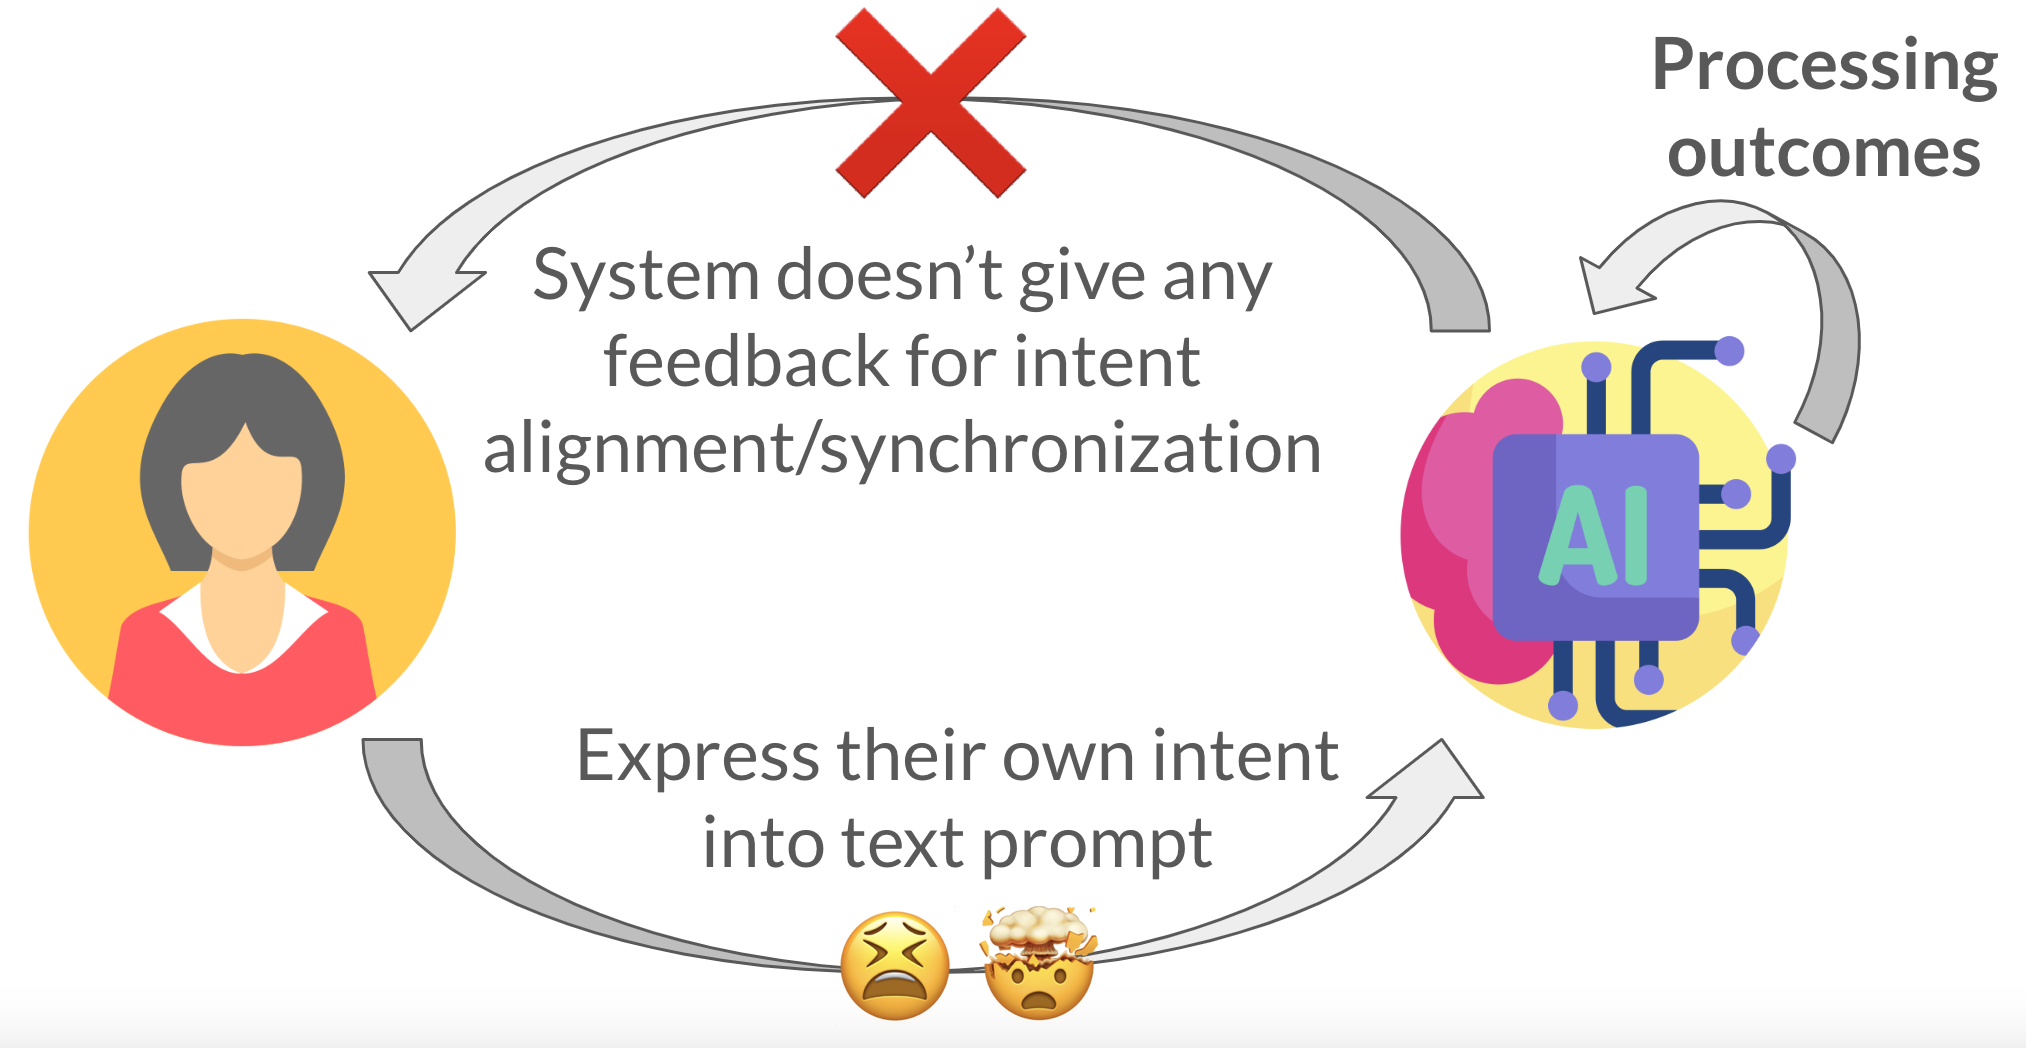 Processing
outcomes
System doesn’t give any
feedback for intent
alignment/synchronization
AI
Express their own intent
into text prompt